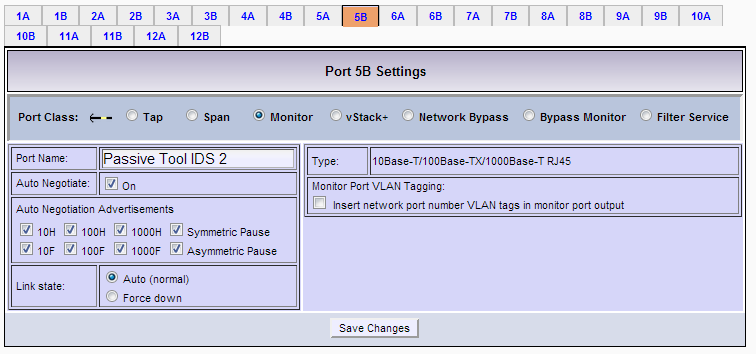 1A 1B 2A 2B 3A 3B 4A 4B 5A 5B 6A 6B 7A 7B 8A 8B 9A 9B 10A
10B 11A 11B 12A 12B
Port 5B Settings
Port Class: Tap Span Monitor vStack+ Network Bypass Bypass Monitor Filter Service
Port Name: Passive Tool IDS 2
Auto Negotiate: On
Auto Negotiation Advertisements
10H 100H 1000H Symmetric Pause
10F 100F 1000F Asymmetric Pause
Link state: Auto (normal)
Force down
Type: 10Base-T/100Base-TX/1000Base-T RJ45
Monitor Port VLAN Tagging:
Insert network port number VLAN tags in monitor port output
Save Changes